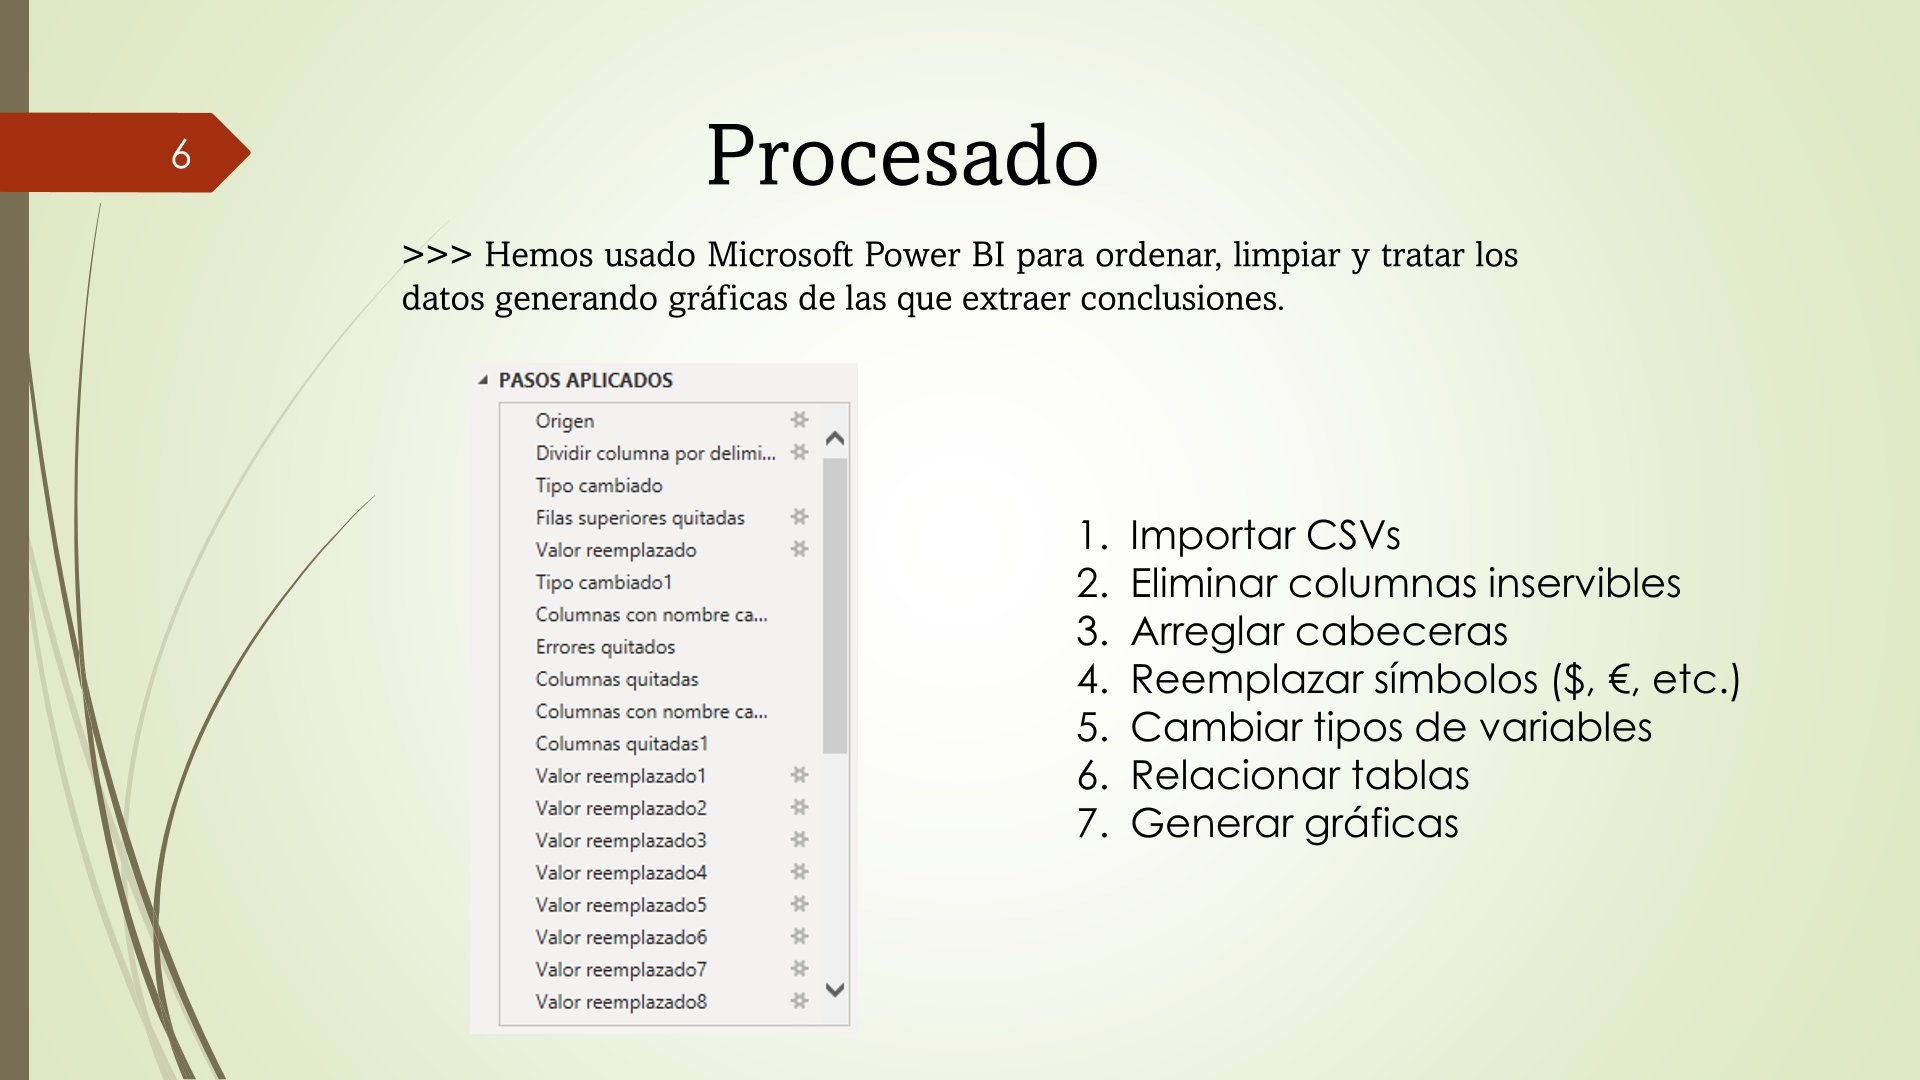 6
Procesado
>>> Hemos usado Microsoft Power BI para ordenar, limpiar y tratar los
datos generando gráficas de las que extraer conclusiones.
PASOS APLICADOS
Origen
Dividir columna por delimi...
Tipo cambiado
Filas superiores quitadas
Valor reemplazado
Tipo cambiado1
Columnas con nombre ca...
Errores quitados
Columnas quitadas
Columnas con nombre ca...
Columnas quitadas1
Valor reemplazado1
Valor reemplazado2
Valor reemplazado3
Valor reemplazado4
Valor reemplazado5
Valor reemplazado6
Valor reemplazado7
Valor reemplazado8
1. Importar CSVs
2. Eliminar columnas inservibles
3. Arreglar cabeceras
4. Reemplazar símbolos ($, €, etc.)
5. Cambiar tipos de variables
6. Relacionar tablas
7. Generar gráficas